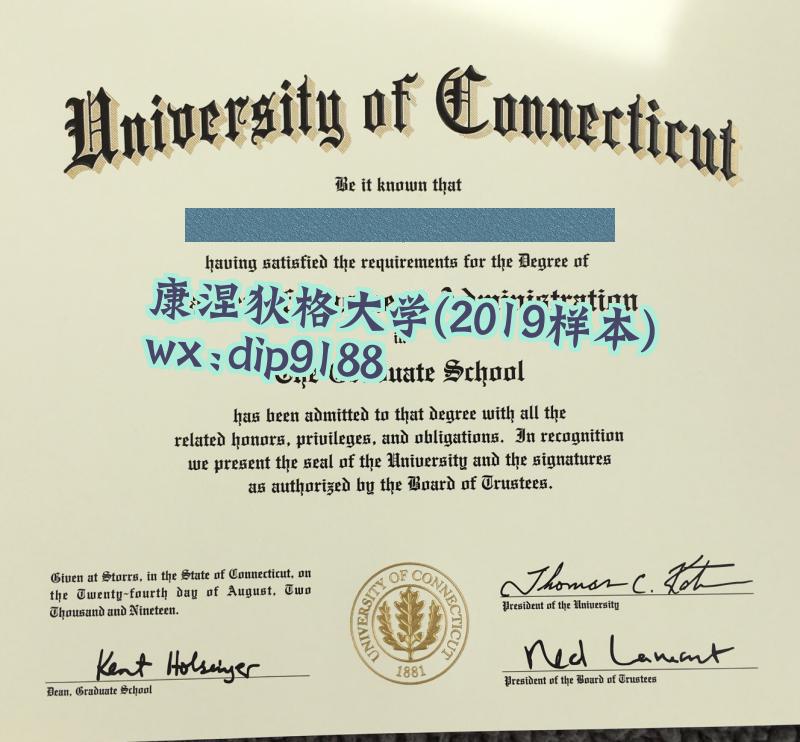 University of Connecticut
Be it known that
having satisfied the requirements for the Degree of
Administration
康涅狄格大学(2019样本)
in
wx:dip9188
The Graduate School
has been admitted to that degree with all the
related honors, privileges, and obligations. In recognition
we present the seal of the University and the signatures
as authorized by the Board of Trustees.
Given at Storrs, in the State of Connecticut, on
the Twenty-fourth day of August, Two
Thousand and Nineteen.
UNIVERSITY OF CONNECTICUT
1881
Thomas C. Kat
President of the University
Kent Holsinger
Dean, Graduate School
Ned Lamont
President of the Board of Trustees